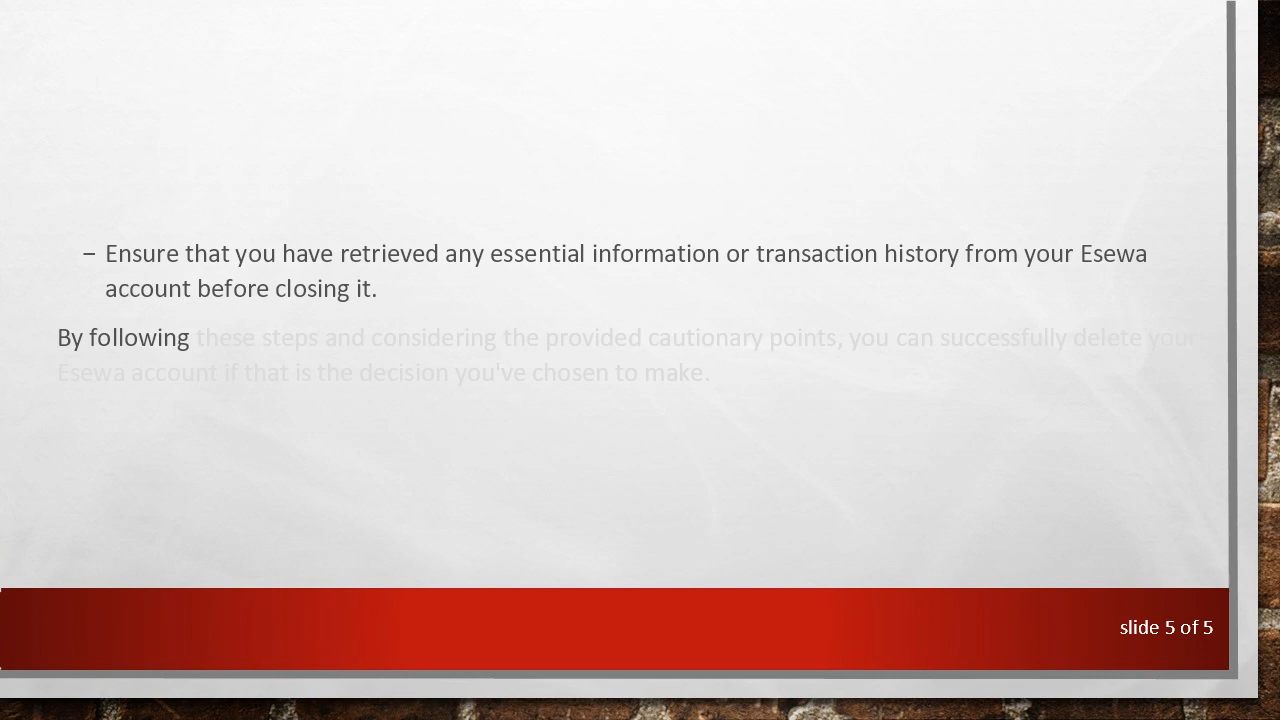 – Ensure that you have retrieved any essential information or transaction history from your Esewa
account before closing it.
By following these steps and considering the provided cautionary points, you can successfully delete your
Esewa account if that is the decision you've chosen to make.
slide 5 of 5